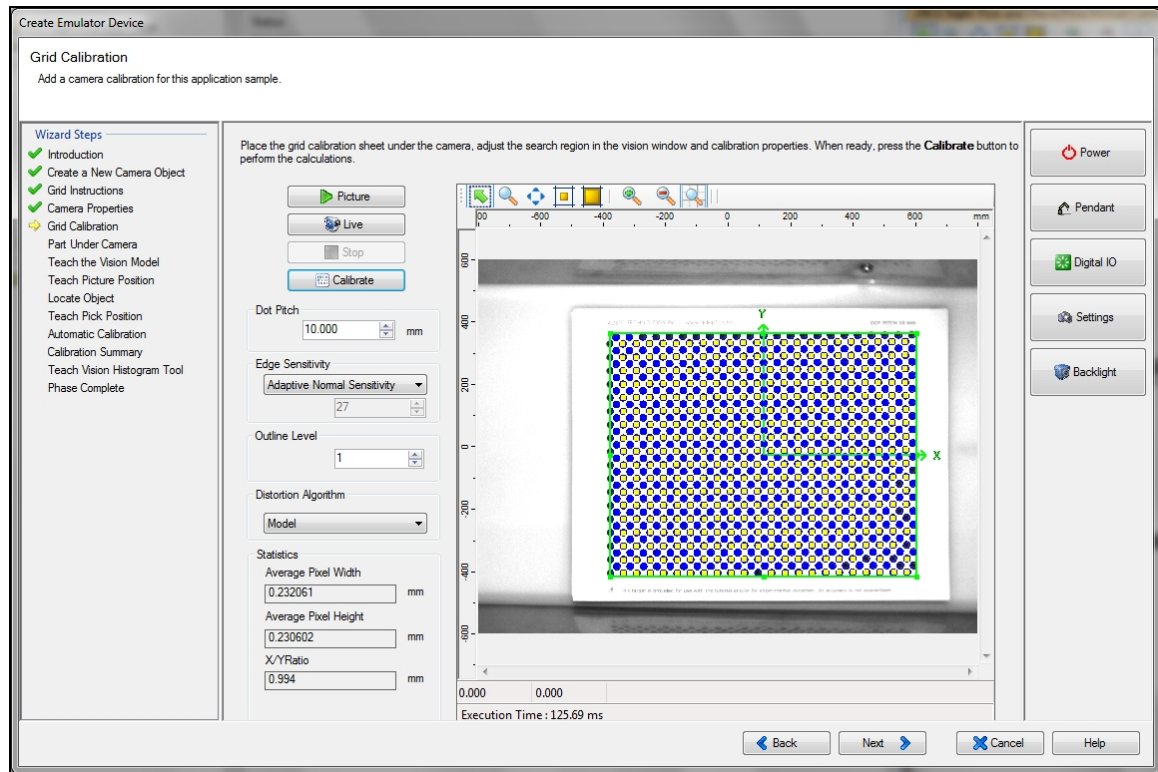 Create Emulator Device
Grid Calibration
Add a camera calibration for this application sample.
Wizard Steps
Introduction
Create a New Camera Object
Grid Instructions
Camera Properties
Grid Calibration
Part Under Camera
Teach the Vision Model
Teach Picture Position
Locate Object
Teach Pick Position
Automatic Calibration
Calibration Summary
Teach Vision Histogram Tool
Phase Complete
Place the grid calibration sheet under the camera, adjust the search region in the vision window and calibration properties. When ready, press the Calibrate button to
perform the calculations.
Picture
Live
Stop
Calibrate
Dot Pitch
10.000 mm
Edge Sensitivity
Adaptive Normal Sensitivity
27
Outline Level
1
Distortion Algorithm
Model
Statistics
Average Pixel Width
0.232061 mm
Average Pixel Height
0.230602 mm
X/YRatio
0.994 mm
00 -600 -400 -200 0 200 400 600 mm
600
400
200
0
-200
-400
-600
Y
X
0.000 0.000
Execution Time : 125.69 ms
Power
Pendant
Digital IO
Settings
Backlight
Back Next Cancel Help